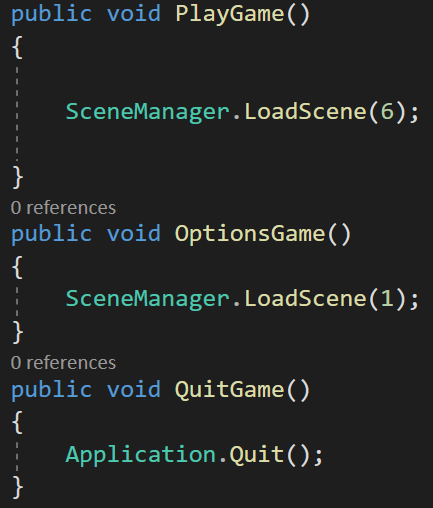 public void PlayGame()
{
SceneManager.LoadScene(6);
}
0 references
public void OptionsGame()
{
SceneManager.LoadScene(1);
}
0 references
public void QuitGame()
{
Application.Quit();
}